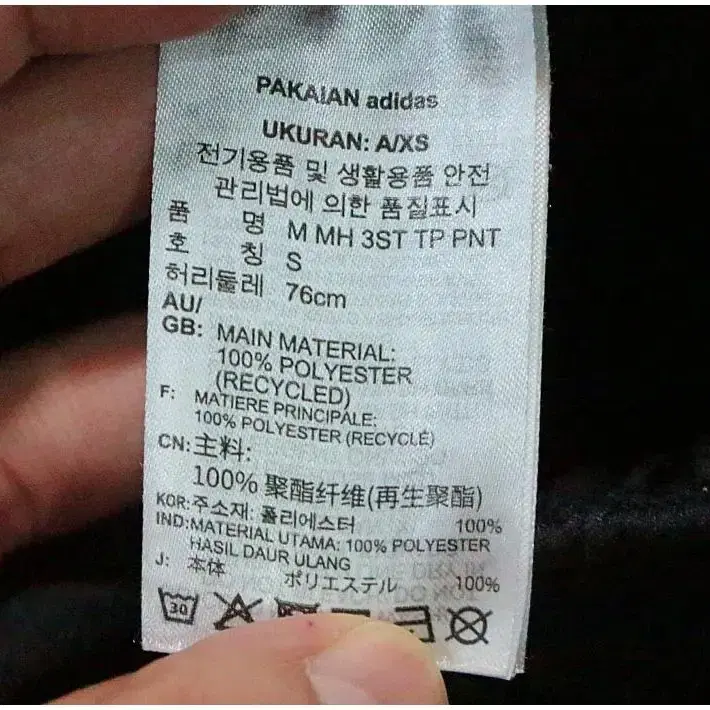 PAKAIAN adidas
UKURAN: A/XS
전기용품 및 생활용품 안전
관리법에 의한 품질표시
품 명 M MH 3ST TP PNT
호 칭 S
허리둘레 76cm
AU/
GB: MAIN MATERIAL:
100% POLYESTER
(RECYCLED)
F: MATIERE PRINCIPALE:
100% POLYESTER (RECYCLÉ)
CN: 主料:
100% 聚酯纤维(再生聚酯)
KOR: 주소재: 폴리에스터 100%
IND: MATERIAL UTAMA: 100% POLYESTER
HASIL DAUR ULANG
J: 本体 ポリエステル 100%
30